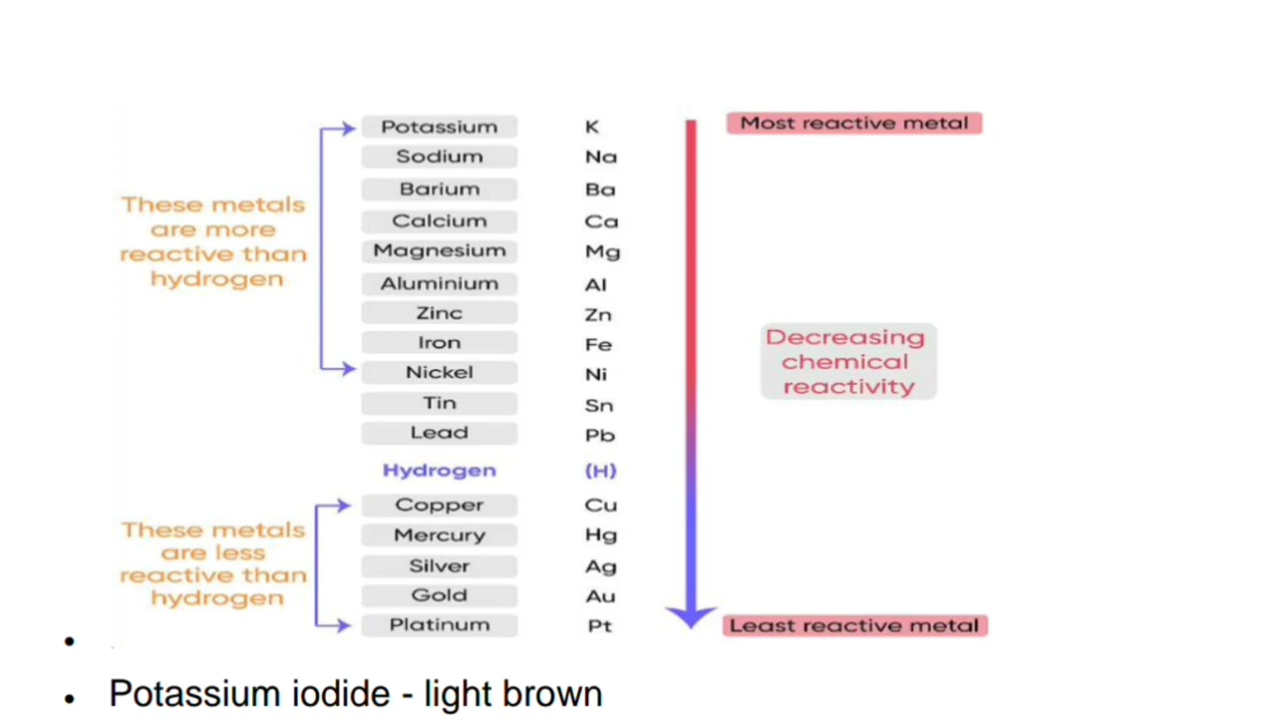 Potassium K Most reactive metal
Sodium Na
Barium Ba
These metals
are more
reactive than
hydrogen
Calcium Ca
Magnesium Mg
Aluminium Al
Zinc Zn
Iron Fe
Decreasing
chemical
reactivity
Nickel Ni
Tin Sn
Lead Pb
Hydrogen (H)
Copper Cu
Mercury Hg
These metals
are less
reactive than
hydrogen
Silver Ag
Gold Au
Platinum Pt Least reactive metal
•
• Potassium iodide - light brown